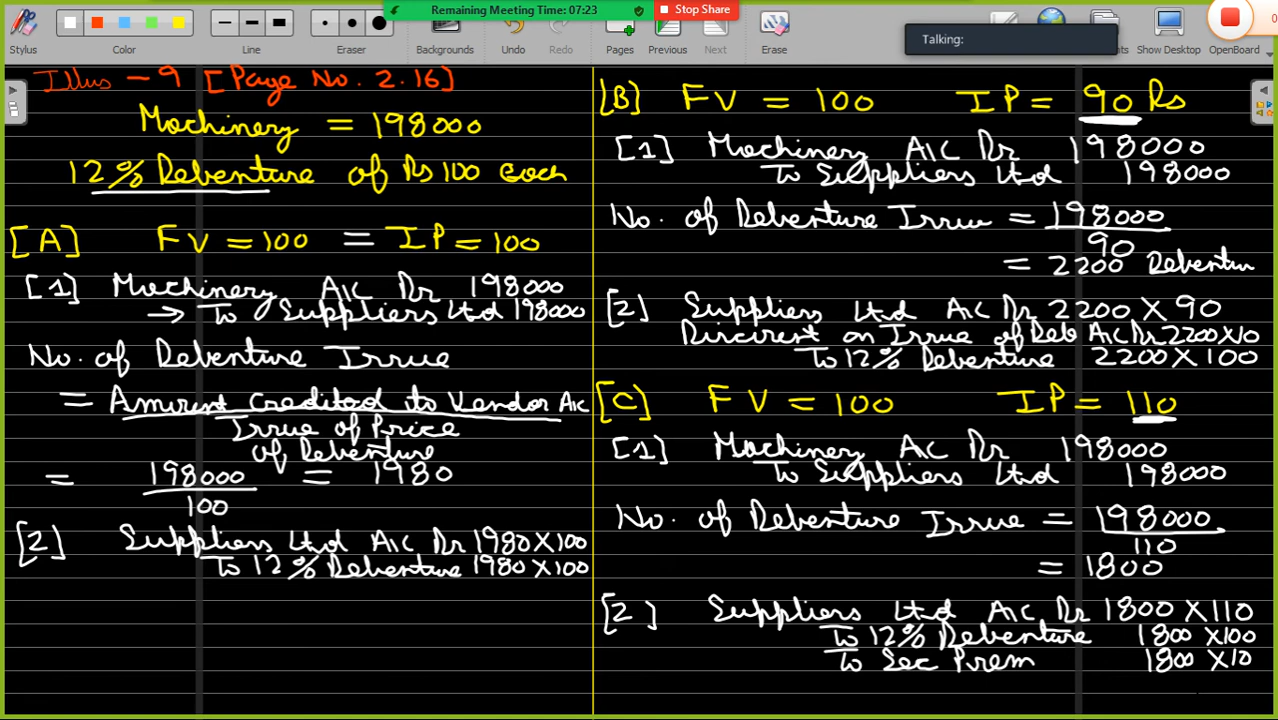 Remaining Meeting Time: 07:23
Stop Share
Talking:
Stylus
Color
Line
Eraser
Backgrounds
Undo
Redo
Pages
Previous
Next
Erase
Show Desktop
OpenBoard
Illus - 9 [Page No. 2.16]
Machinery = 198000
12% Debenture of Rs 100 Each
[A] FV = 100 = IP = 100
[1] Machinery A/C Dr 198000
→ To Suppliers Ltd 198000
No. of Debenture Issue
= Amount credited to Vendor A/c
Issue of Price
of Debenture
= 198000 = 1980
100
[2] Suppliers Ltd A/C Dr 1980 X 100
To 12% Debenture 1980 X 100
[B] FV = 100 IP = 90 Rs
[1] Machinery A/C Dr 198000
To Suppliers Ltd 198000
No. of Debenture Issue = 198000
90
= 2200 Debentur
[2] Suppliers Ltd A/C Dr 2200 X 90
Discount on Issue of Deb A/C Dr 2200 X 10
To 12% Debenture 2200 X 100
[C] FV = 100 IP = 110
[1] Machinery A/C Dr 198000
To Suppliers Ltd 198000
No. of Debenture Issue = 198000
110
= 1800
[2] Suppliers Ltd A/C Dr 1800 X 110
To 12% Debenture 1800 X 100
To Sec Prem 1800 X 10